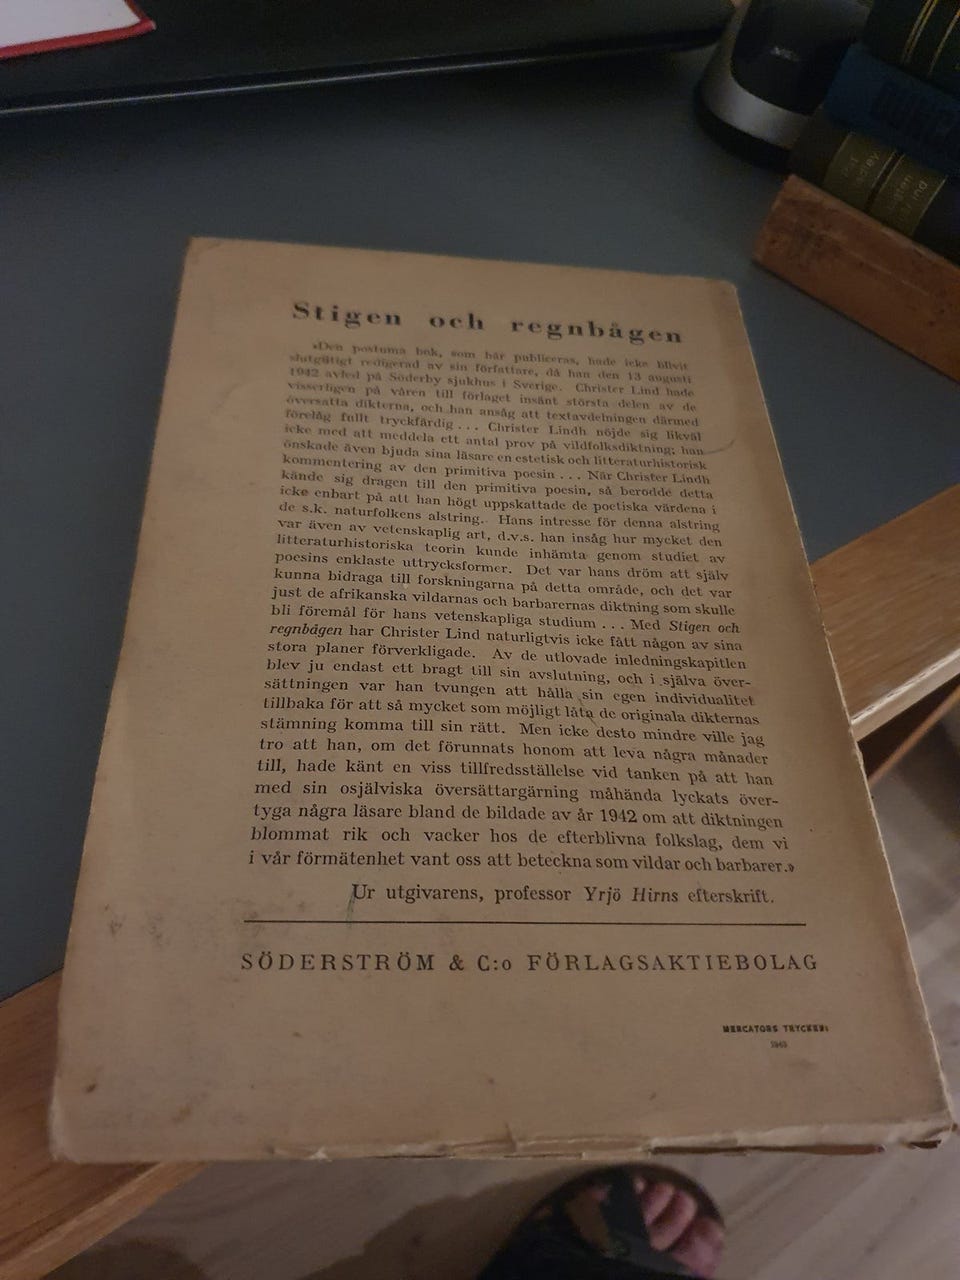 Stigen och regnbågen
»Den postuma bok, som här publiceras, hade icke blivit
slutgiltigt redigerad av sin författare, då han den 13 augusti
1942 avled på Söderby sjukhus i Sverige. Christer Lind hade
visserligen på våren till förlaget insänt största delen av de
översatta dikterna, och han ansåg att textavdelningen därmed
förelåg fullt tryckfärdig . . . Christer Lindh nöjde sig likväl
icke med att meddela ett antal prov på vildfolksdiktning; han
önskade även bjuda sina läsare en estetisk och litteraturhistorisk
kommentering av den primitiva poesin . . . När Christer Lindh
kände sig dragen till den primitiva poesin, så berodde detta
icke enbart på att han högt uppskattade de poetiska värdena i
de s.k. naturfolkens alstring. Hans intresse för denna alstring
var även av vetenskaplig art, d.v.s. han insåg hur mycket den
litteraturhistoriska teorin kunde inhämta genom studiet av
poesins enklaste uttrycksformer. Det var hans dröm att själv
kunna bidraga till forskningarna på detta område, och det var
just de afrikanska vildarnas och barbarernas diktning som skulle
bli föremål för hans vetenskapliga studium . . . Med Stigen och
regnbågen har Christer Lind naturligtvis icke fått någon av sina
stora planer förverkligade. Av de utlovade inledningskapitlen
blev ju endast ett bragt till sin avslutning, och i själva över-
sättningen var han tvungen att hålla sin egen individualitet
tillbaka för att så mycket som möjligt låta de originala dikternas
stämning komma till sin rätt. Men icke desto mindre ville jag
tro att han, om det förunnats honom att leva några månader
till, hade känt en viss tillfredsställelse vid tanken på att han
med sin osjälviska översättargärning måhända lyckats över-
tyga några läsare bland de bildade av år 1942 om att diktningen
blommat rik och vacker hos de efterblivna folkslag, dem vi
i vår förmätenhet vant oss att beteckna som vildar och barbarer.»
Ur utgivarens, professor Yrjö Hirns efterskrift.
SÖDERSTRÖM & C:o FÖRLAGSAKTIEBOLAG
MERCATORS TRYCKERI